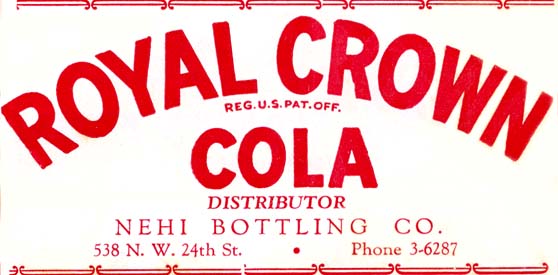 ROYAL CROWN
REG. U.S. PAT. OFF.
COLA
DISTRIBUTOR
NEHI BOTTLING CO.
538 N. W. 24th St. • Phone 3-6287